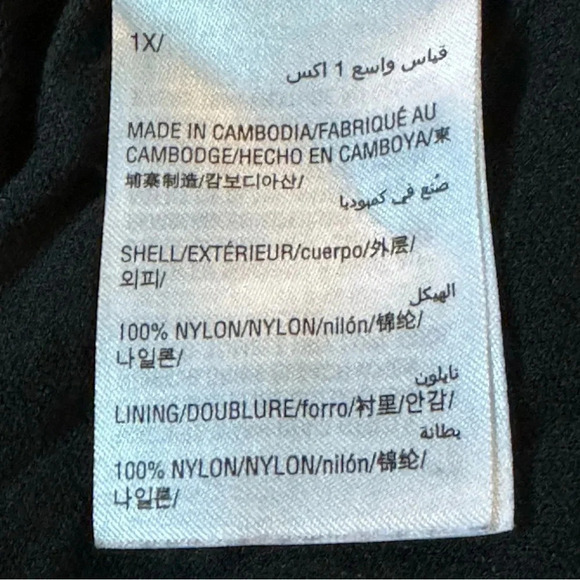 1X/
قياس واسع 1 اكس
MADE IN CAMBODIA/FABRIQUÉ AU
CAMBODGE/HECHO EN CAMBOYA/柬
埔寨制造/캄보디아산/
صُنع في كمبوديا
SHELL/EXTÉRIEUR/cuerpo/外层/
외피/
الهيكل
100% NYLON/NYLON/nilón/锦纶/
나일론/
نايلون
LINING/DOUBLURE/forro/衬里/안감/
بطانة
100% NYLON/NYLON/nilón/锦纶/
나일론/